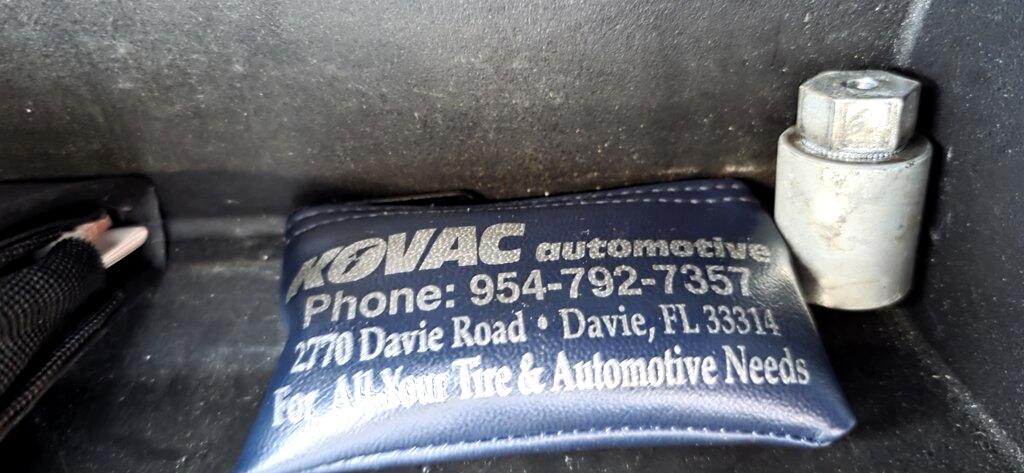 KOVAC automotive
Phone: 954-792-7357
2770 Davie Road • Davie, FL 33314
For All Your Tire & Automotive Needs